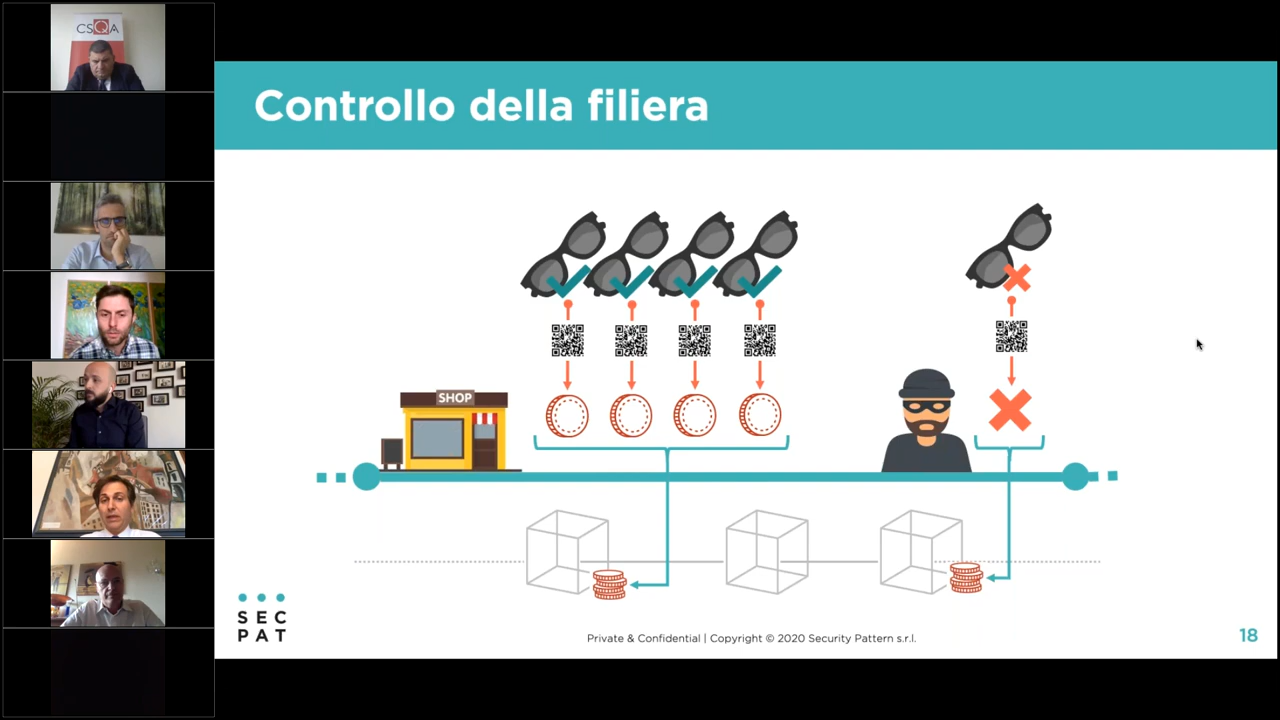 CSQA
Controllo della filiera
SHOP
SEC
PAT
Private & Confidential | Copyright © 2020 Security Pattern s.r.l.
18